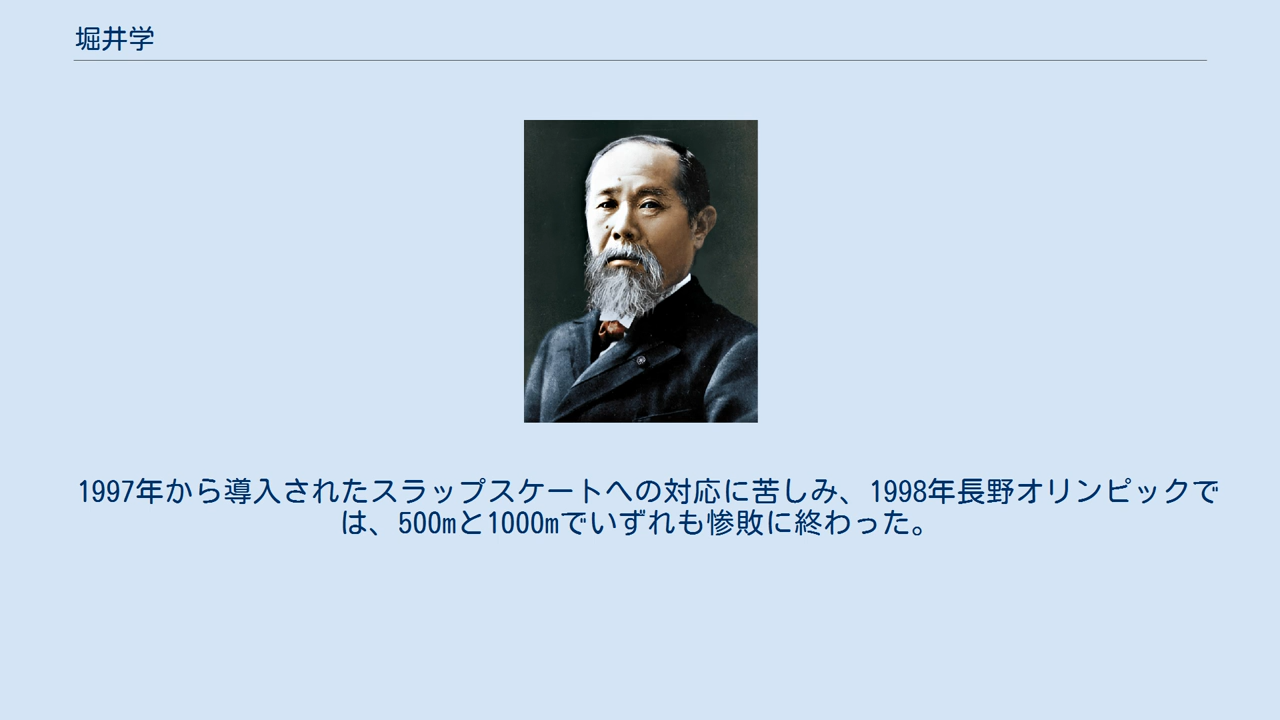 堀井学
1997年から導入されたスラップスケートへの対応に苦しみ、1998年長野オリンピックで
は、500mと1000mでいずれも惨敗に終わった。